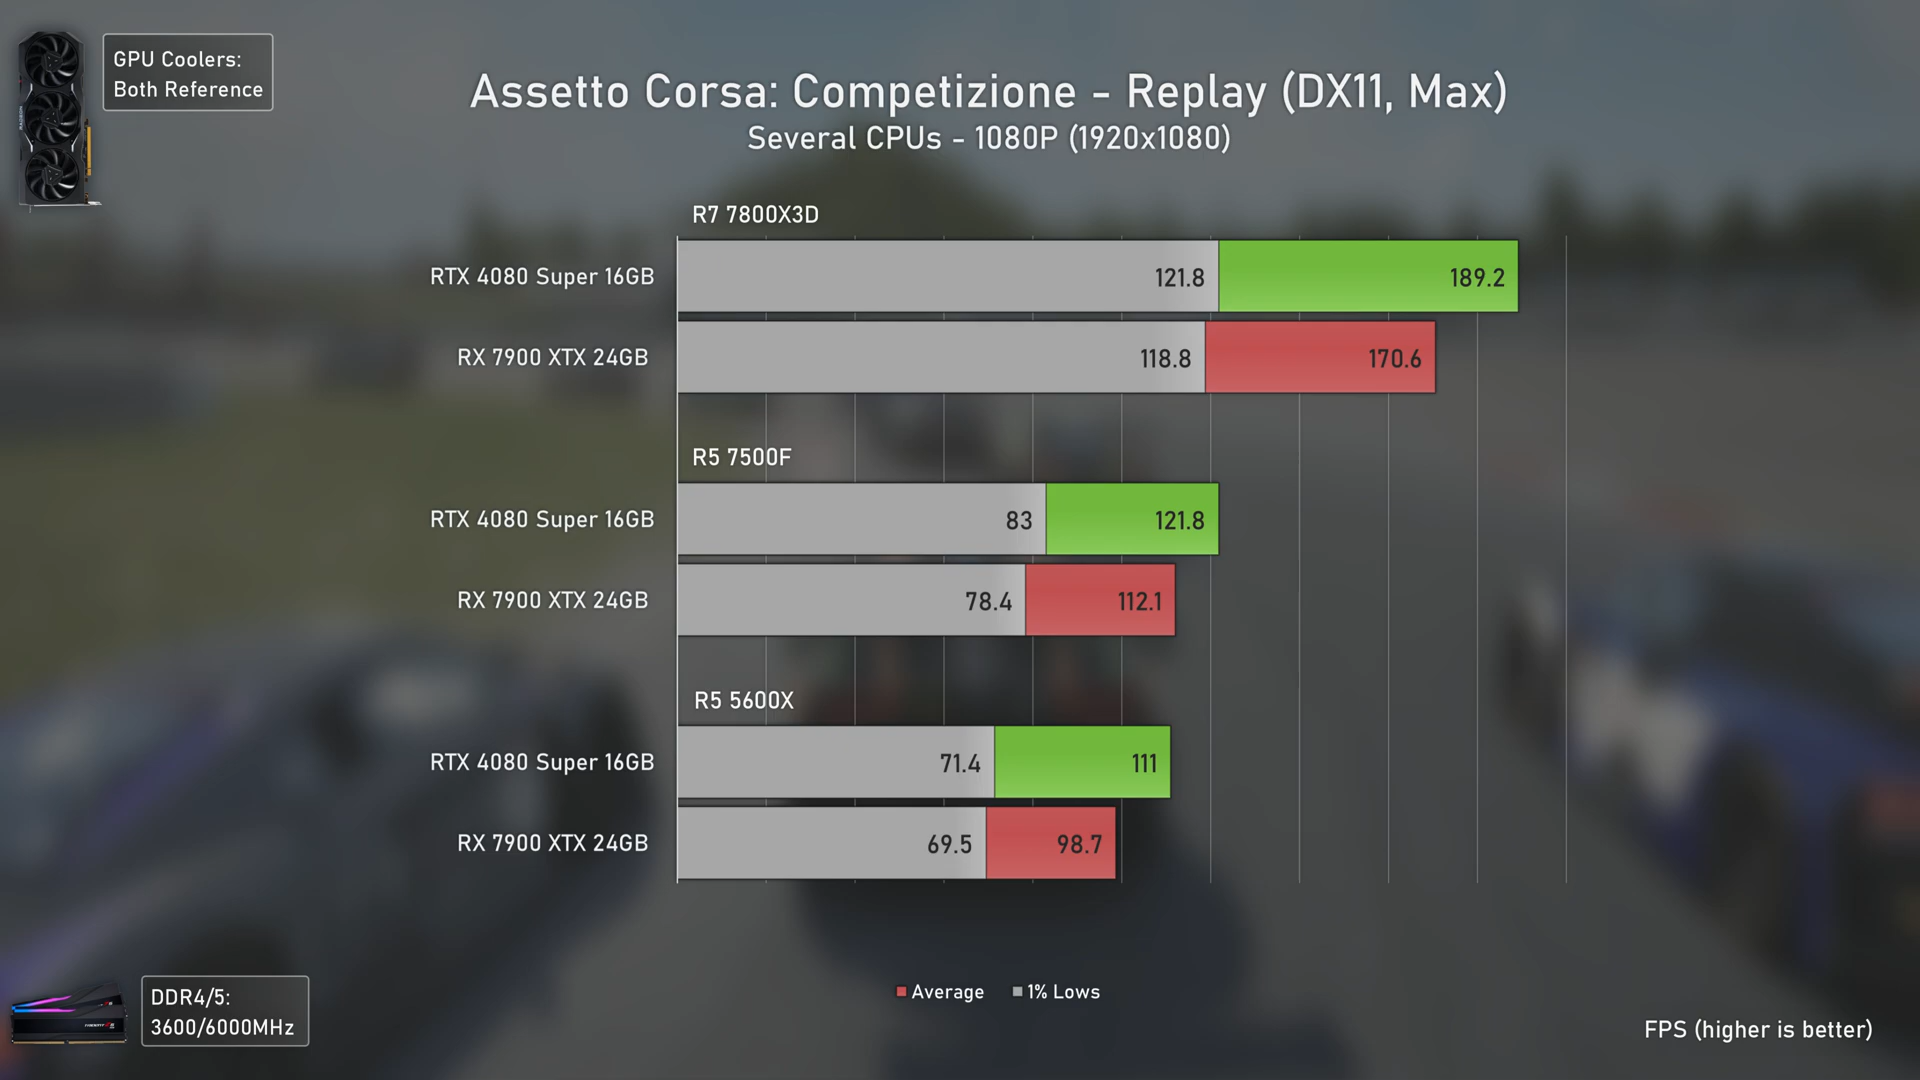 GPU Coolers:
Both Reference
Assetto Corsa: Competizione - Replay (DX11, Max)
Several CPUs - 1080P (1920x1080)
R7 7800X3D
RTX 4080 Super 16GB
121.8
189.2
RX 7900 XTX 24GB
118.8
170.6
R5 7500F
RTX 4080 Super 16GB
83
121.8
RX 7900 XTX 24GB
78.4
112.1
R5 5600X
RTX 4080 Super 16GB
71.4
111
RX 7900 XTX 24GB
69.5
98.7
Average
1% Lows
DDR4/5:
3600/6000MHz
FPS (higher is better)